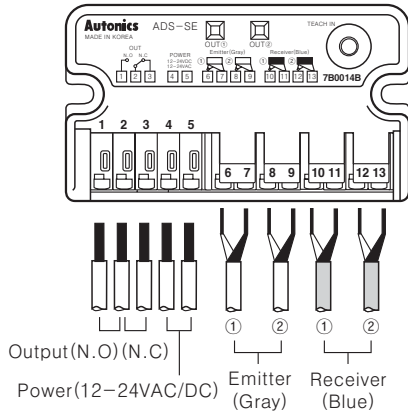 Autonics ADS-SE TEACH IN
MADE IN KOREA
OUT
N.O N.C
POWER
12-24VDC
12-24VAC
OUT① OUT②
Emitter(Gray) Receiver(Blue)
① ② ① ②
1 2 3 4 5 6 7 8 9 10 11 12 13 7B0014B
1 2 3 4 5
6 7 8 9 10 11 12 13
① ② ① ②
Output(N.O)(N.C)
Power(12-24VAC/DC)
Emitter
(Gray)
Receiver
(Blue)